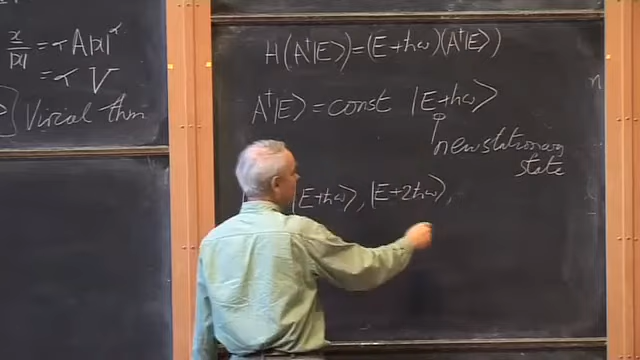 x/|x| = -α A|x|^α
= -α V
Virial thm
H(A†|E⟩) = (E+ħω)(A†|E⟩)
A†|E⟩ = const |E+ħω⟩
new stationary
state
|E+ħω⟩, |E+2ħω⟩,